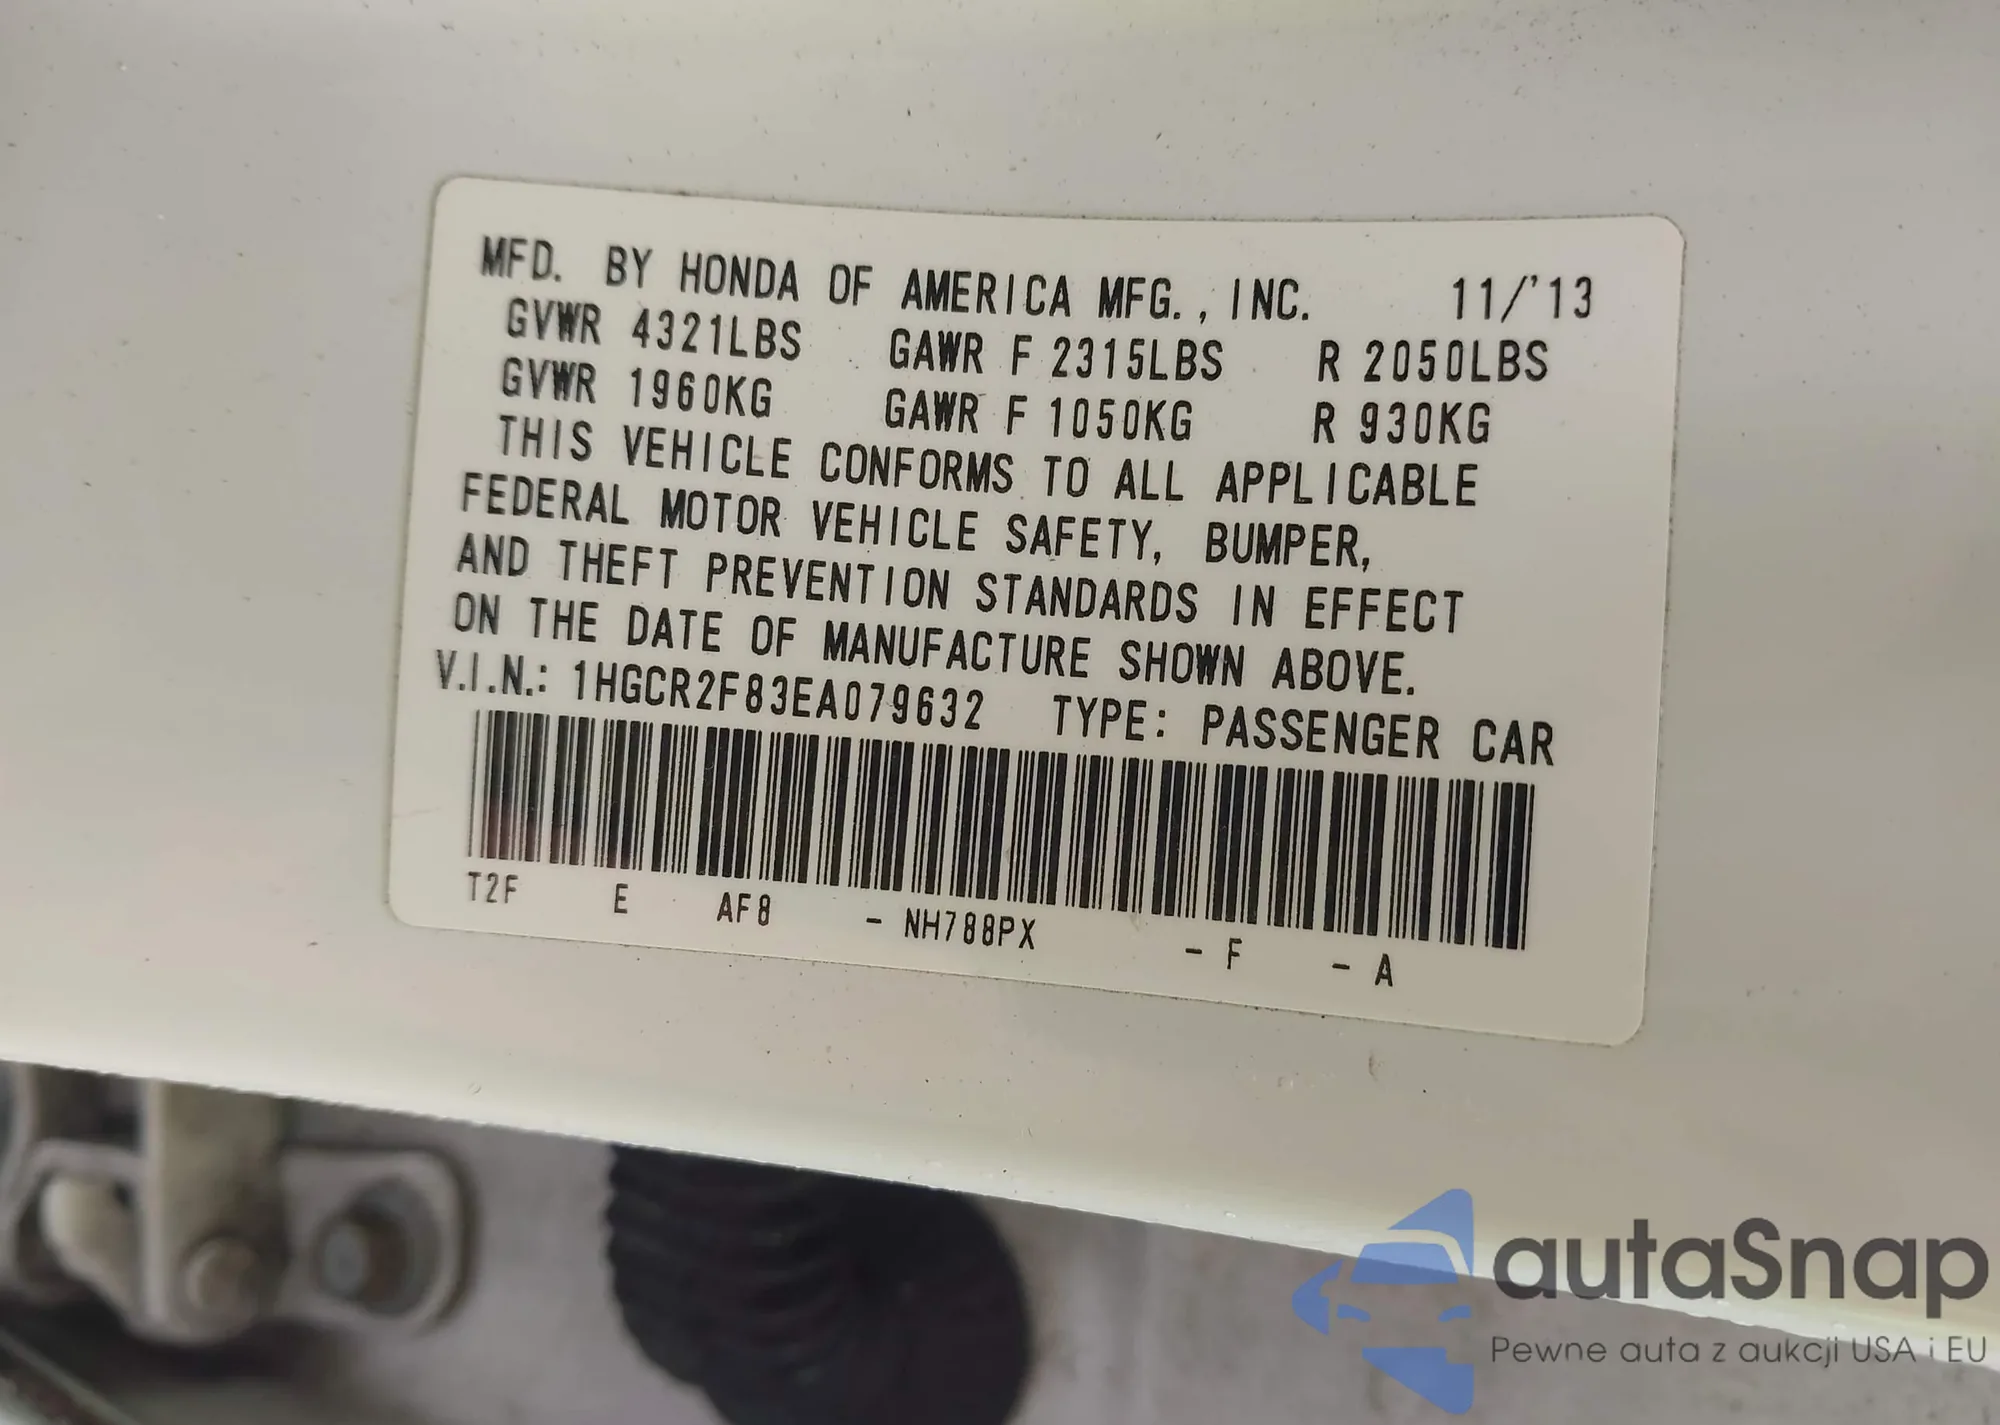 MFD. BY HONDA OF AMERICA MFG., INC. 11/'13
GVWR 4321LBS GAWR F 2315LBS R 2050LBS
GVWR 1960KG GAWR F 1050KG R 930KG
THIS VEHICLE CONFORMS TO ALL APPLICABLE
FEDERAL MOTOR VEHICLE SAFETY, BUMPER,
AND THEFT PREVENTION STANDARDS IN EFFECT
ON THE DATE OF MANUFACTURE SHOWN ABOVE.
V.I.N.: 1HGCR2F83EA079632 TYPE: PASSENGER CAR
T2F E AF8 - NH788PX - F - A
autaSnap
Pewne auta z aukcji USA i EU